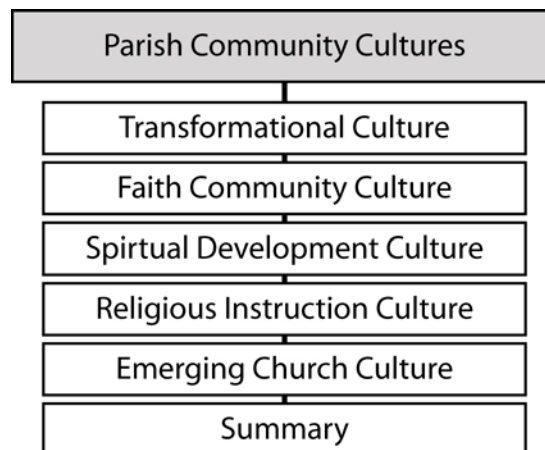 Parish Community Cultures
Transformational Culture
Faith Community Culture
Spirtual Development Culture
Religious Instruction Culture
Emerging Church Culture
Summary